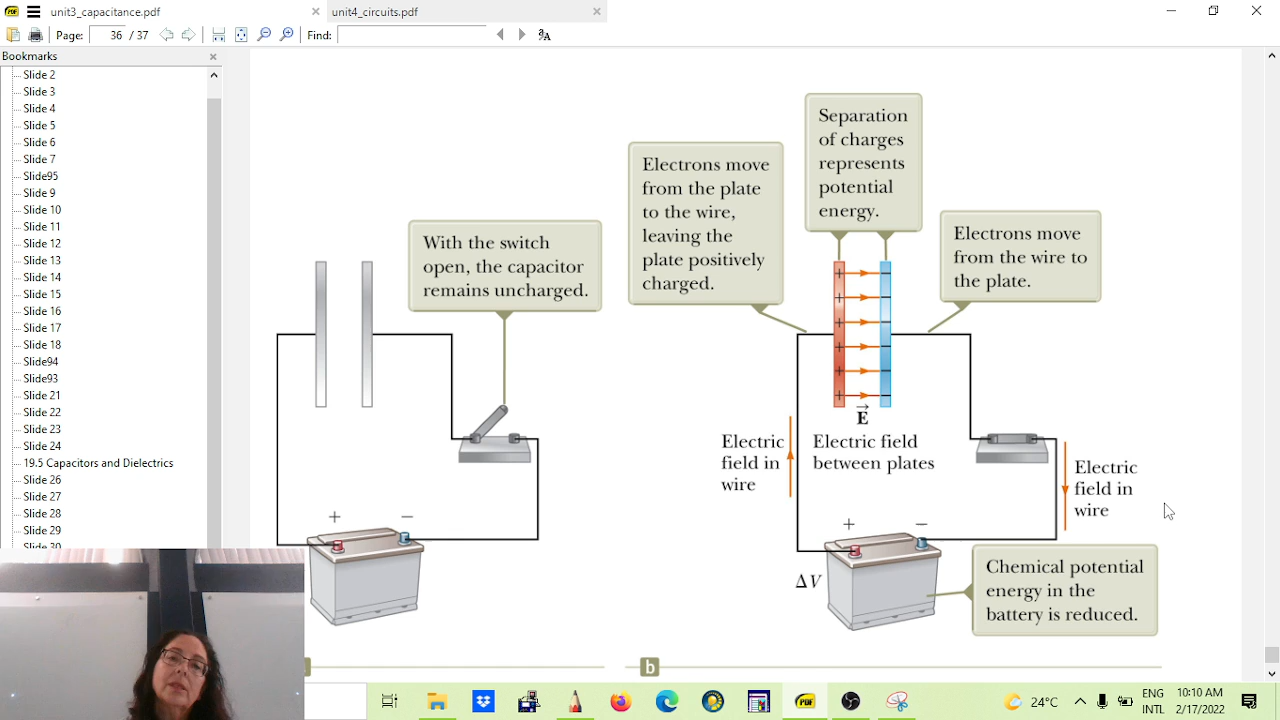 unit3_capacitance.pdf
unit4_circuits.pdf
Page: 36 / 37
Find:
Bookmarks
Slide 2
Slide 3
Slide 4
Slide 5
Slide 6
Slide 7
Slide95
Slide 9
Slide 10
Slide 11
Slide 12
Slide 13
Slide 14
Slide 15
Slide 16
Slide 17
Slide 18
Slide94
Slide93
Slide 21
Slide 22
Slide 23
Slide 24
19.5 Capacitors and Dielectrics
Slide 26
Slide 27
Slide 28
Slide 29
Slide 30
With the switch
open, the capacitor
remains uncharged.
+ −
Electrons move
from the plate
to the wire,
leaving the
plate positively
charged.
Separation
of charges
represents
potential
energy.
Electrons move
from the wire to
the plate.
E
Electric
field in
wire
Electric field
between plates
Electric
field in
wire
+ −
ΔV
Chemical potential
energy in the
battery is reduced.
b
PDF
24°C
ENG
INTL
10:10 AM
2/17/2022